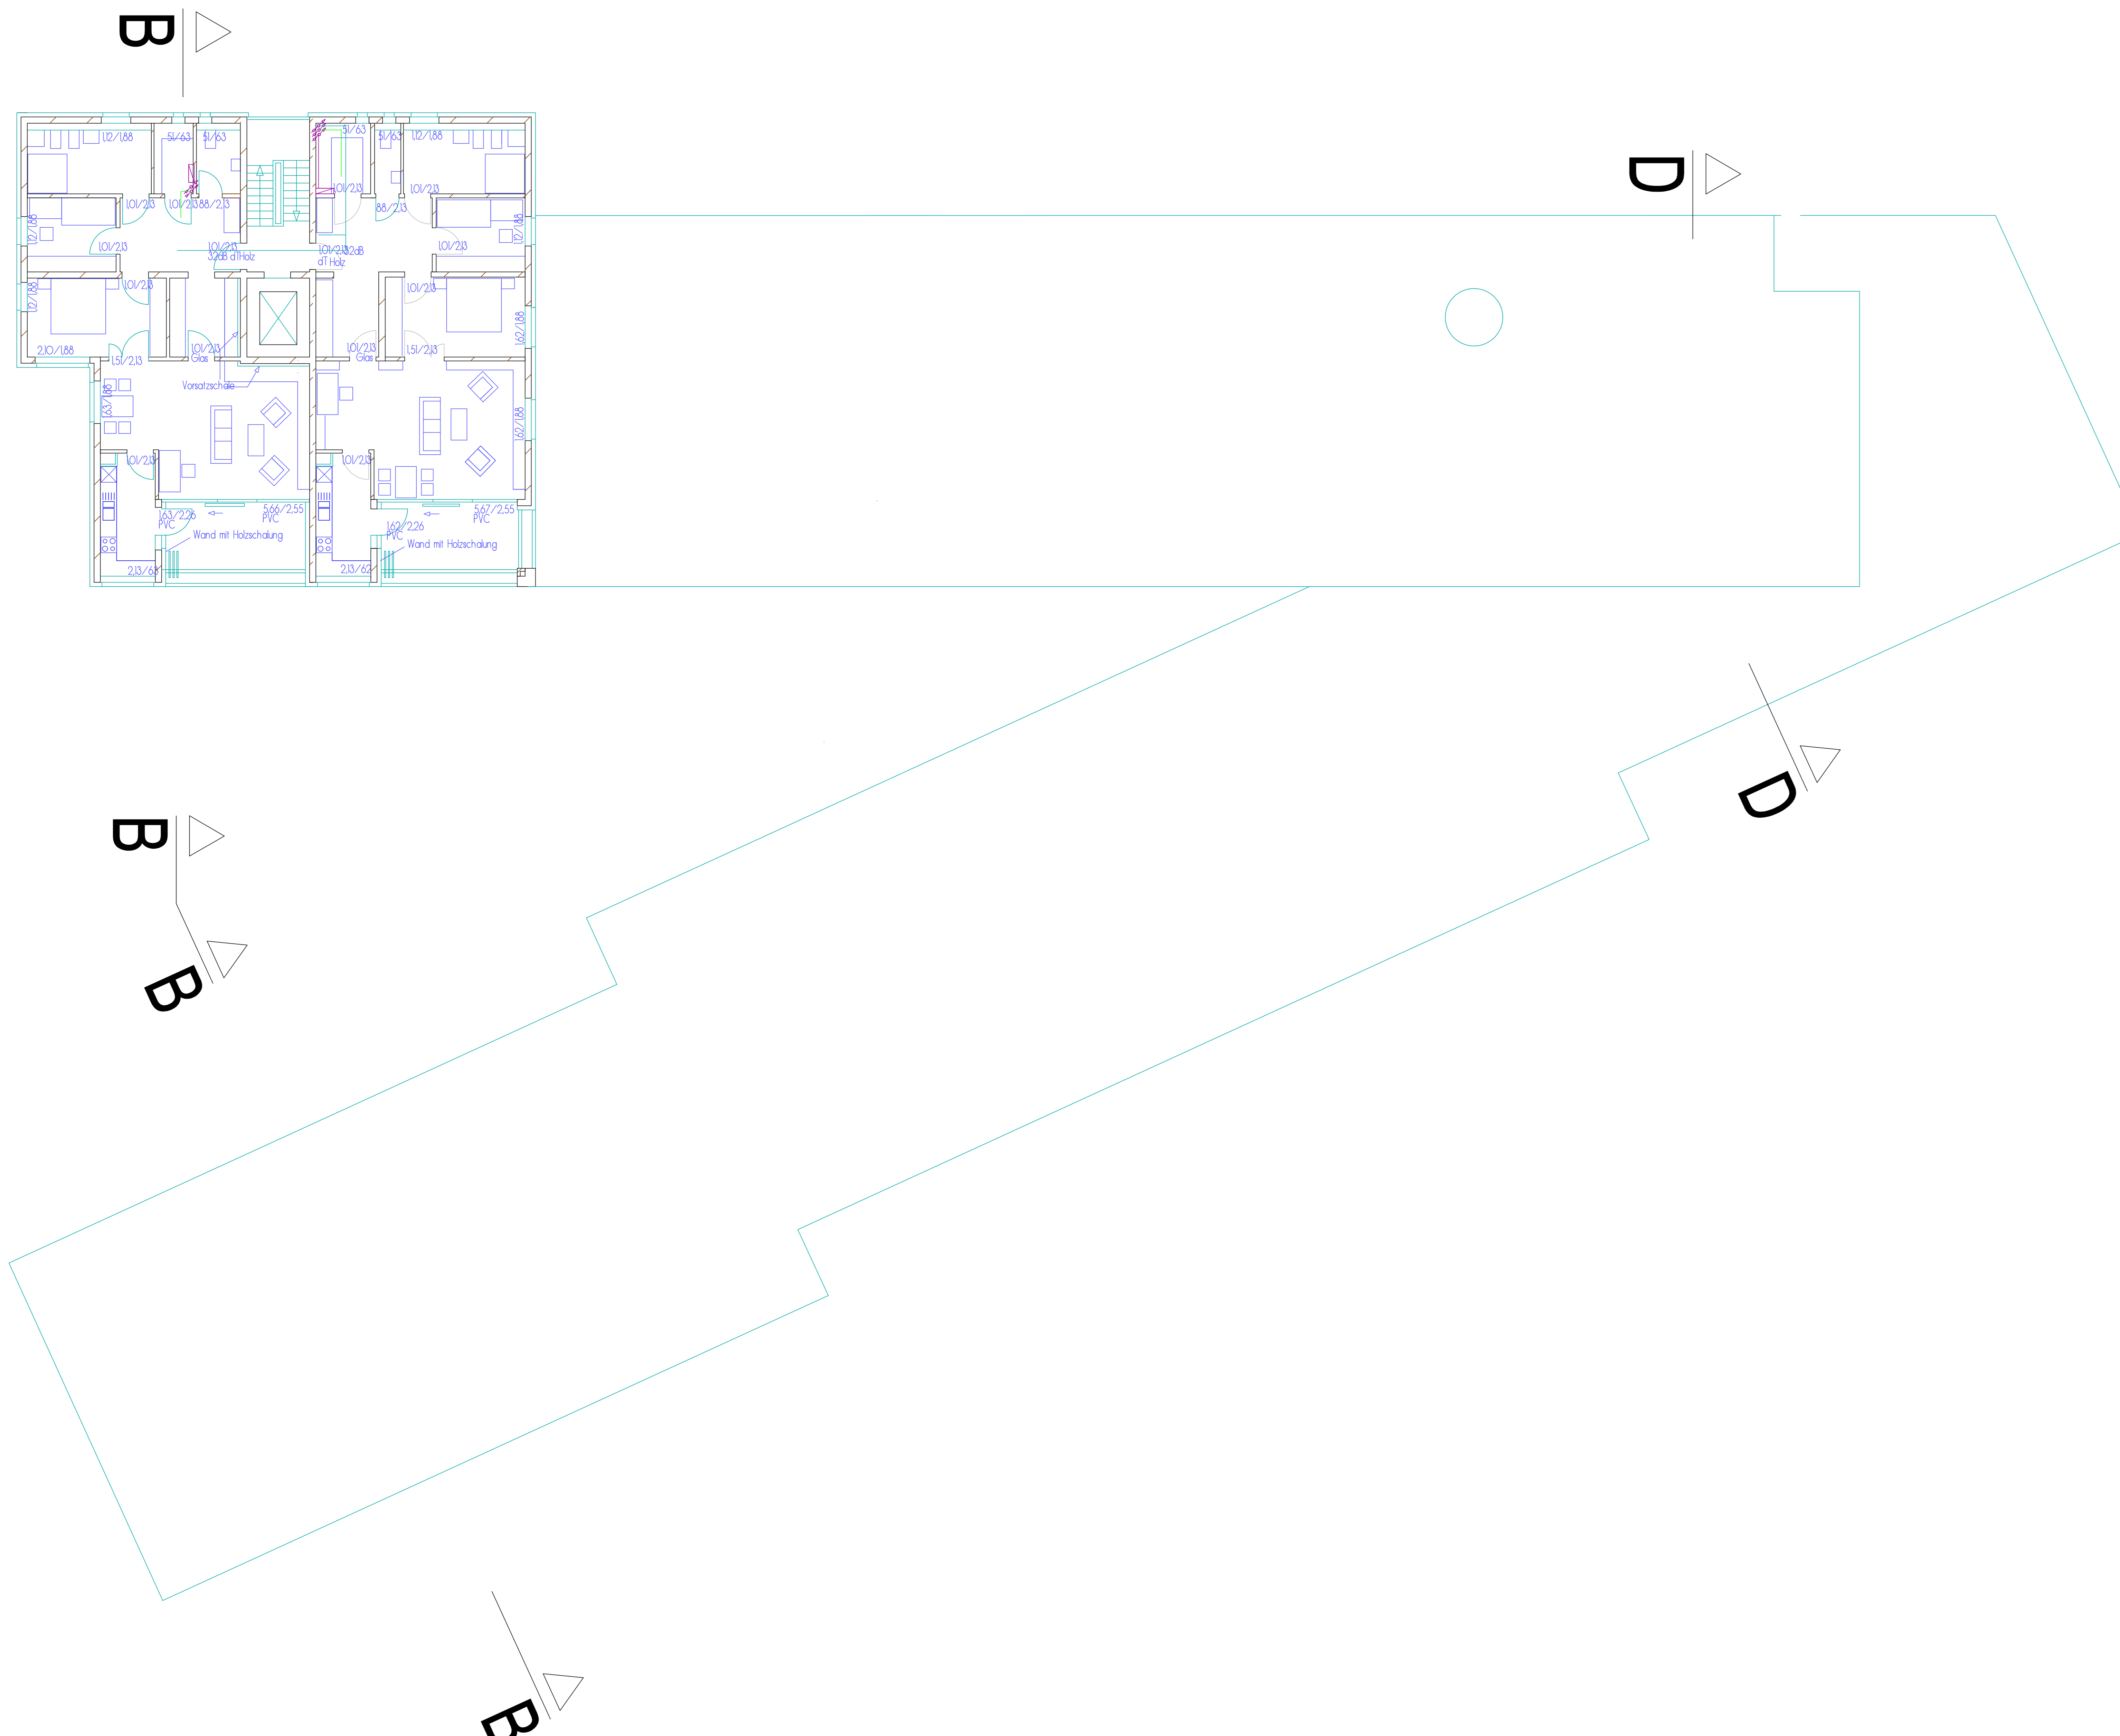 B
D
1,12/1,88
51/63
51/63
51/63
51/63
1,12/1,88
1,01/2,13
1,01/2,13
88/2,13
1,01/2,13
88/2,13
1,01/2,13
1,12/1,88
1,01/2,13
1,01/2,13
32dB dTHolz
1,01/2,13
32dB
dT Holz
1,01/2,13
1,12/1,88
1,12/1,88
1,01/2,13
1,01/2,13
1,62/1,88
2,10/1,88
1,51/2,13
1,01/2,13
Glas
1,01/2,13
Glas
1,51/2,13
Vorsatzschale
1,63/1,88
1,62/1,88
1,01/2,13
1,01/2,13
1,63/2,26
PVC
5,66/2,55
PVC
1,62/2,26
PVC
5,67/2,55
PVC
Wand mit Holzschalung
Wand mit Holzschalung
2,13/63
2,13/62
D
B
B
B